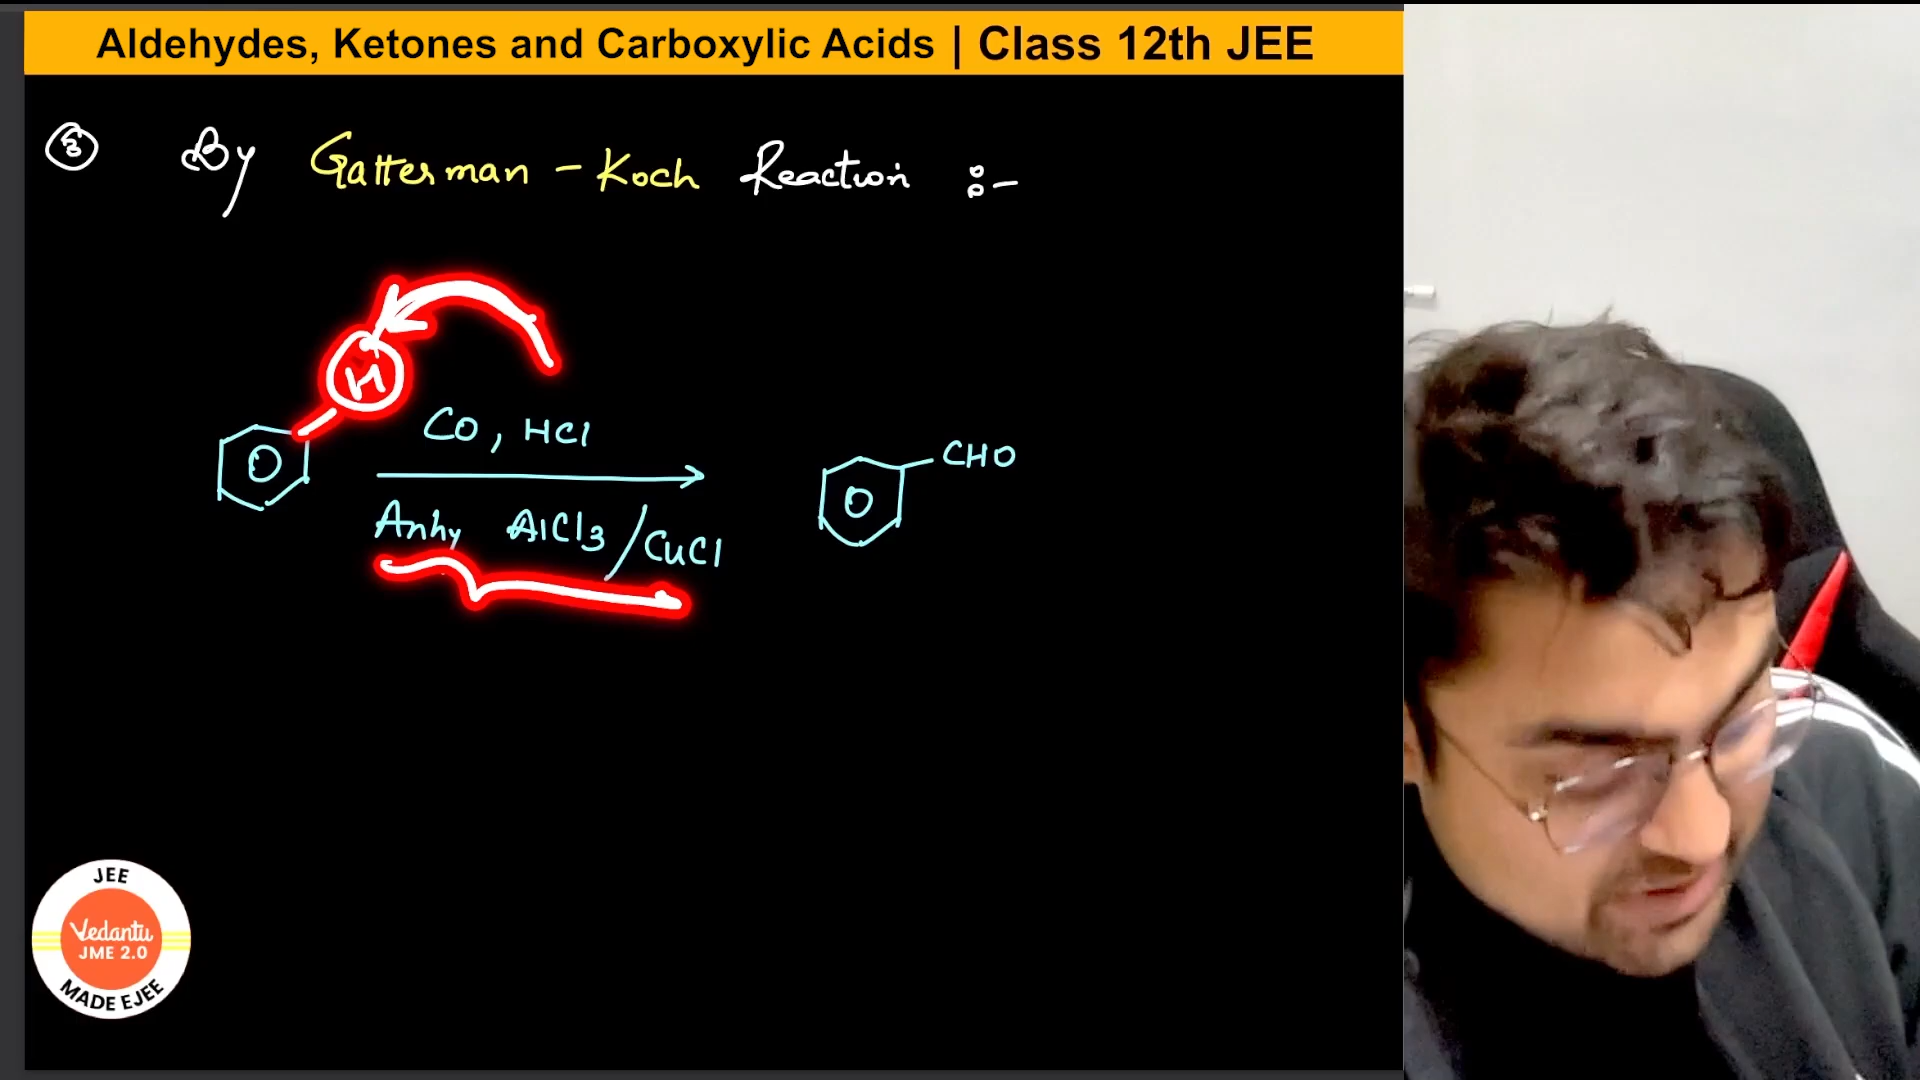 Aldehydes, Ketones and Carboxylic Acids | Class 12th JEE
③ By Gatterman - Koch Reaction :-
H
CO, HCl
CHO
Anhy AlCl3/CuCl
JEE
Vedantu
JME 2.0
MADE EJEE